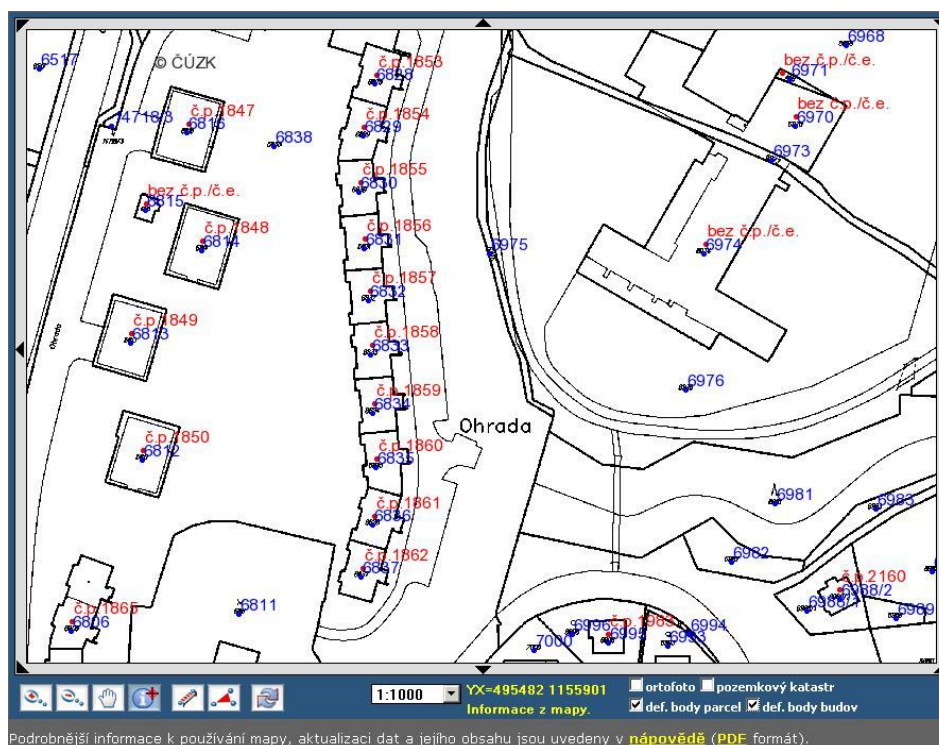 6968
č.p.1853
bez č.p./č.e.
6517
© ČÚZK
6828
6971
č.p.1847
č.p.1854
bez č.p./č.e.
14718/3
6816
6838
6829
6970
č.p.1855
6973
bez č.p./č.e.
6830
6815
č.p.1848
č.p.1856
bez č.p./č.e.
6814
6831
6975
6974
č.p.1857
6832
č.p.1849
č.p.1858
Ohrada
6813
6833
č.p.1859
6976
6834
č.p.1850
č.p.1860
Ohrada
6812
6835
č.p.1861
6981
6983
6836
č.p.1862
6982
6837
č.p.2160
č.p.1865
6811
6988/1
6988/2
6989
6806
6996
č.p.1983
6995
6994
6993
7000
1:1000
YX=495482 1155901
Informace z mapy.
ortofoto pozemkový katastr
def. body parcel def. body budov
Podrobnější informace k používání mapy, aktualizaci dat a jejího obsahu jsou uvedeny v nápovědě (PDF formát).